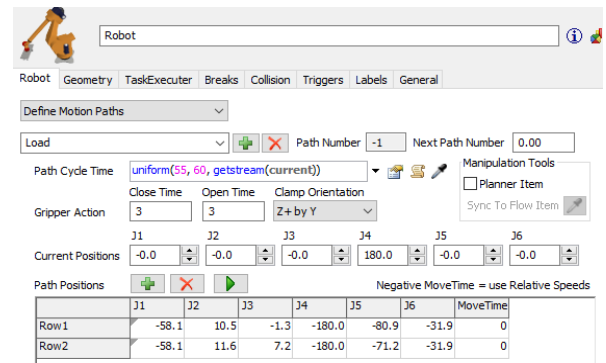 Robot
Robot Geometry TaskExecuter Breaks Collision Triggers Labels General
Define Motion Paths
Load Path Number -1 Next Path Number 0.00
Path Cycle Time uniform(55, 60, getstream(current)) Manipulation Tools
Planner Item
Close Time Open Time Clamp Orientation
Gripper Action 3 3 Z+ by Y Sync To Flow Item
J1 J2 J3 J4 J5 J6
Current Positions -0.0 -0.0 -0.0 180.0 -0.0 -0.0
Path Positions Negative MoveTime = use Relative Speeds
J1 J2 J3 J4 J5 J6 MoveTime
Row1 -58.1 10.5 -1.3 -180.0 -80.9 -31.9 0
Row2 -58.1 11.6 7.2 -180.0 -71.2 -31.9 0